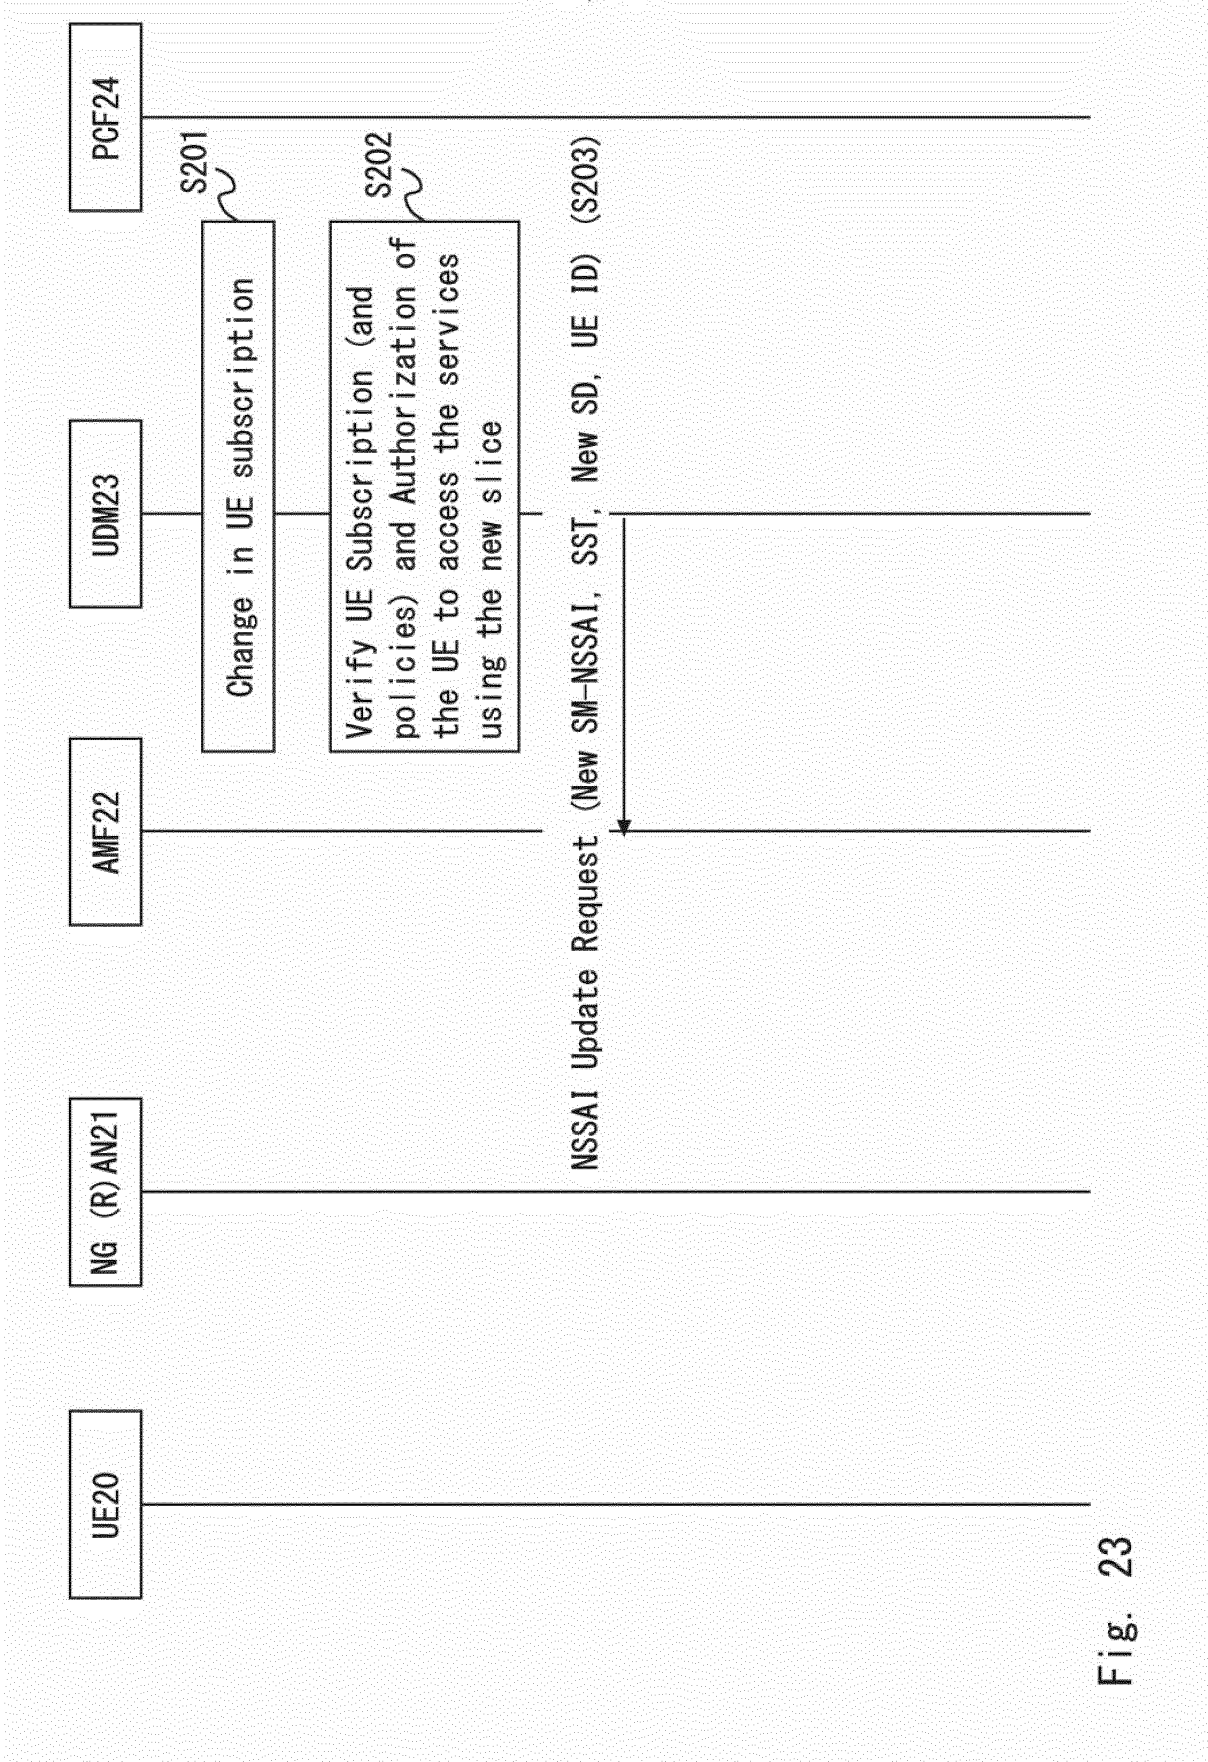 UE20
NG (R)AN21
AMF22
UDM23
PCF24
S201
Change in UE subscription
S202
Verify UE Subscription (and
policies) and Authorization of
the UE to access the services
using the new slice
NSSAI Update Request (New SM-NSSAI, SST, New SD, UE ID) (S203)
Fig. 23